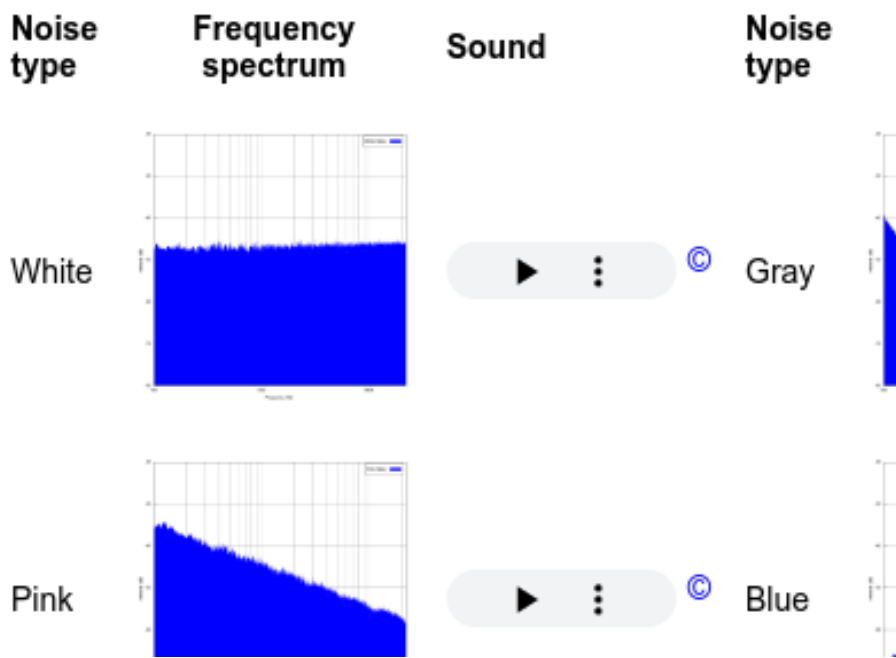 Noise type
Frequency spectrum
Sound
Noise type
White
©
Gray
Pink
©
Blue